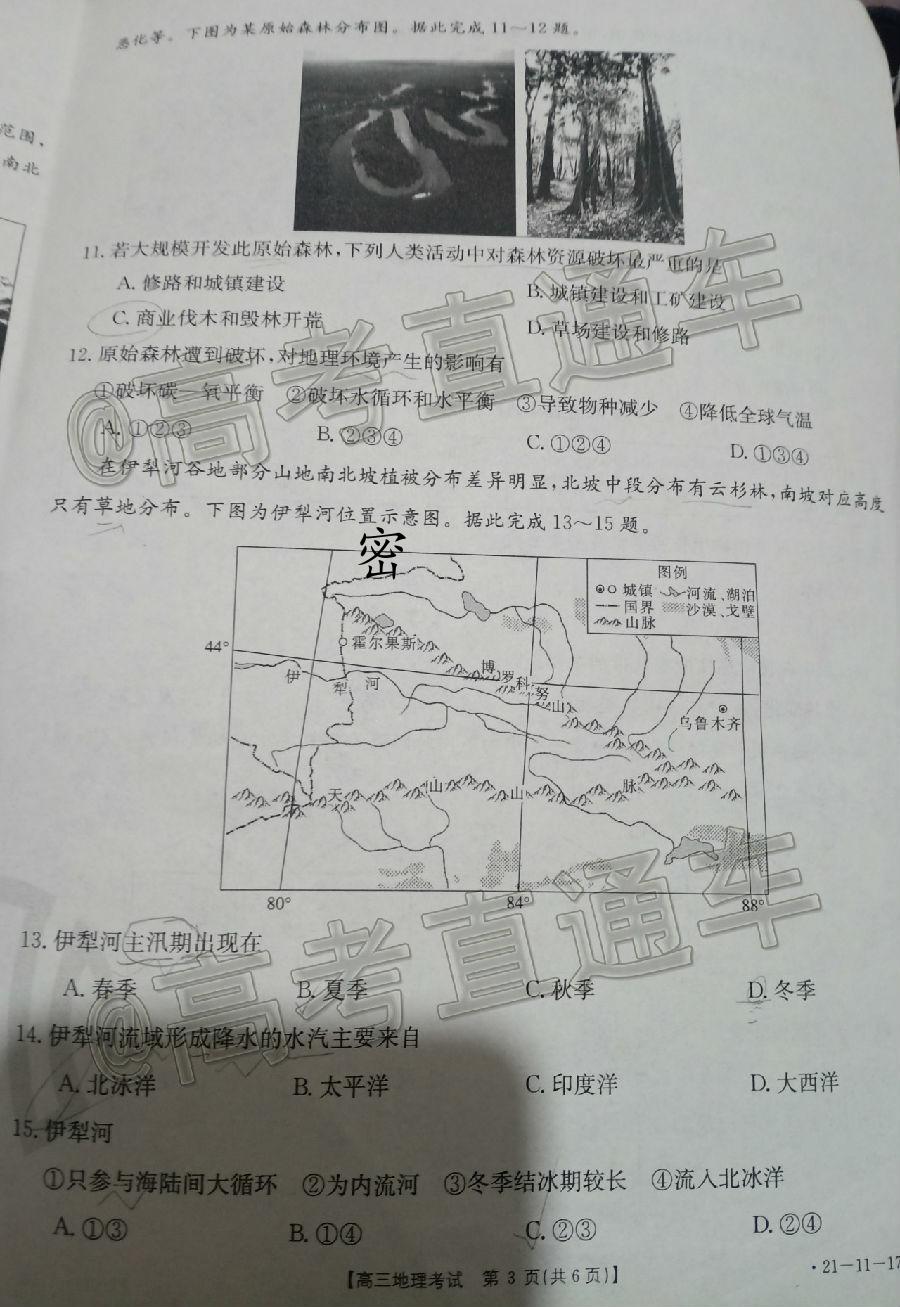 恶化等。下图为某原始森林分布图。据此完成11～12题。
范围、
南北
11. 若大规模开发此原始森林，下列人类活动中对森林资源破坏最严重的是
A. 修路和城镇建设
B. 城镇建设和工矿建设
C. 商业伐木和毁林开荒
D. 草场建设和修路
12. 原始森林遭到破坏，对地理环境产生的影响有
①破坏碳—氧平衡 ②破坏水循环和水平衡 ③导致物种减少 ④降低全球气温
A. ①②③ B. ②③④ C. ①②④ D. ①③④
在伊犁河谷地部分山地南北坡植被分布差异明显，北坡中段分布有云杉林，南坡对应高度
只有草地分布。下图为伊犁河位置示意图。据此完成13～15题。
密
图例
城镇 河流、湖泊
国界 沙漠、戈壁
山脉
44°
霍尔果斯
伊犁河
博罗科努山
乌鲁木齐
天山山脉
80° 84° 88°
13. 伊犁河主汛期出现在
A. 春季 B. 夏季 C. 秋季 D. 冬季
14. 伊犁河流域形成降水的水汽主要来自
A. 北冰洋 B. 太平洋 C. 印度洋 D. 大西洋
15. 伊犁河
①只参与海陆间大循环 ②为内流河 ③冬季结冰期较长 ④流入北冰洋
A. ①③ B. ①④ C. ②③ D. ②④
【高三地理考试 第3页(共6页)】
·21-11-17
@高考直通车
@高考直通车